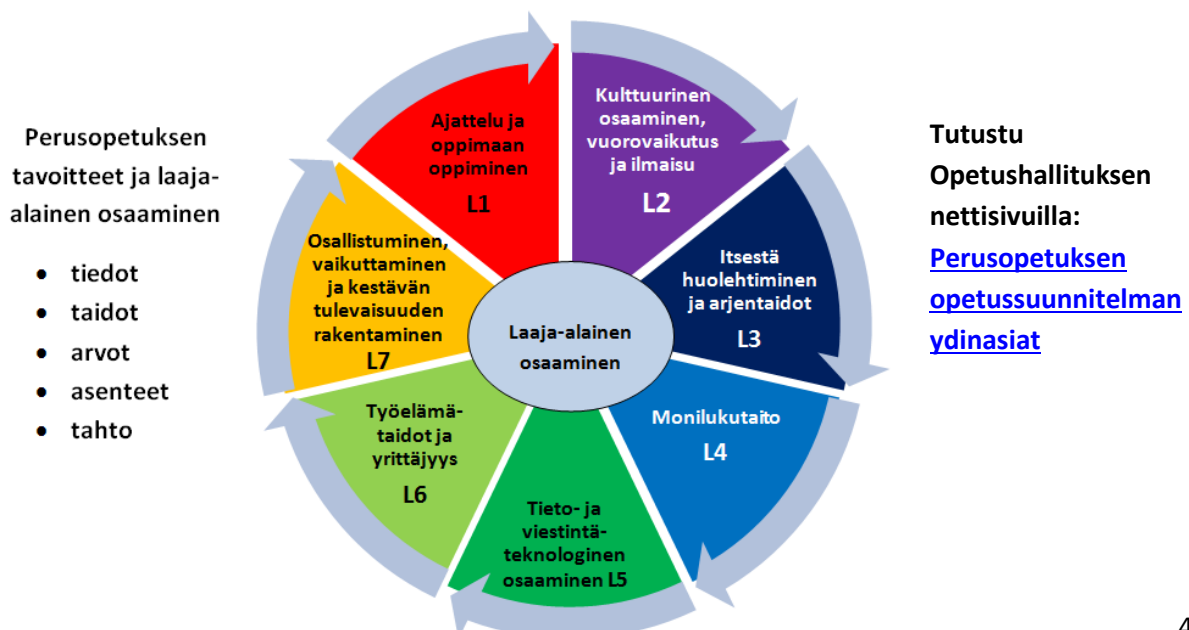 Perusopetuksen
tavoitteet ja laaja-
alainen osaaminen
• tiedot
• taidot
• arvot
• asenteet
• tahto
Ajattelu ja
oppimaan
oppiminen
L1
Kulttuurinen
osaaminen,
vuorovaikutus
ja ilmaisu
L2
Itsestä
huolehtiminen
ja arjentaidot
L3
Monilukutaito
L4
Tieto- ja
viestintä-
teknologinen
osaaminen L5
Työelämä-
taidot ja
yrittäjyys
L6
Osallistuminen,
vaikuttaminen
ja kestävän
tulevaisuuden
rakentaminen
L7
Laaja-alainen
osaaminen
Tutustu
Opetushallituksen
nettisivuilla:
Perusopetuksen
opetussuunnitelman
ydinasiat
4